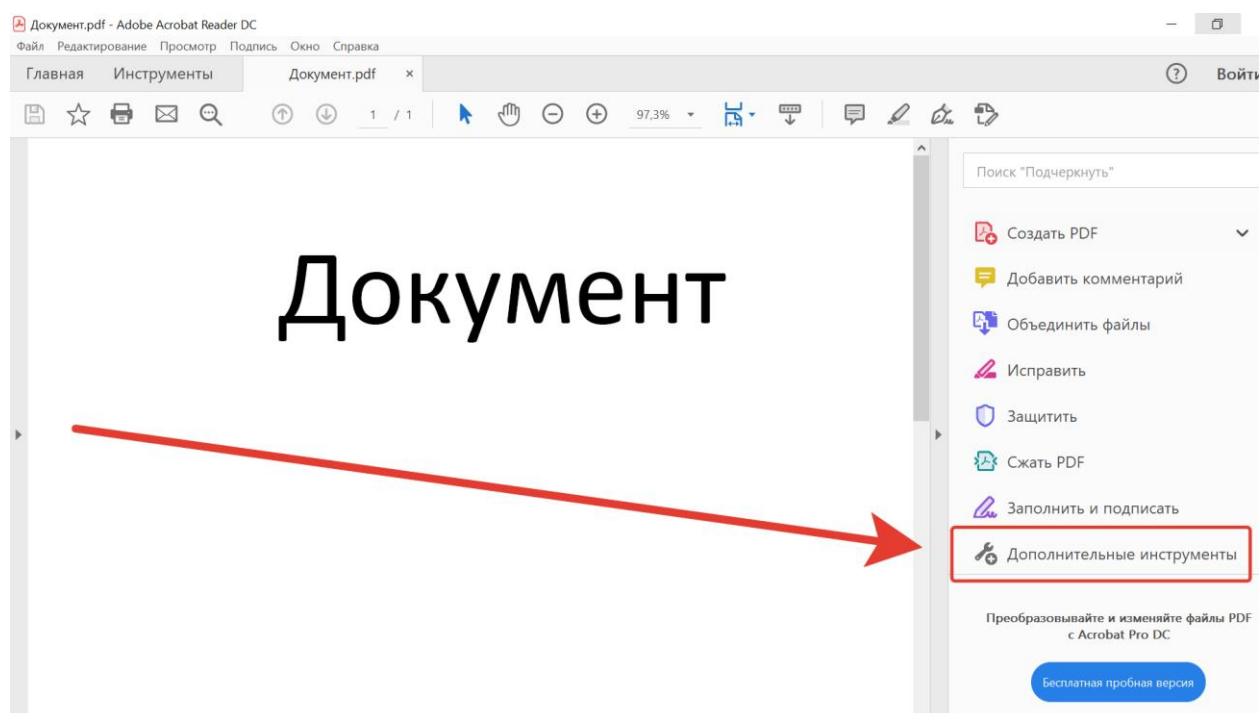 Документ.pdf - Adobe Acrobat Reader DC
Файл Редактирование Просмотр Подпись Окно Справка
Главная Инструменты Документ.pdf × ? Войти
1 / 1 97,3%
Поиск "Подчеркнуть"
Создать PDF
Документ
Добавить комментарий
Объединить файлы
Исправить
Защитить
Сжать PDF
Заполнить и подписать
Дополнительные инструменты
Преобразовывайте и изменяйте файлы PDF
с Acrobat Pro DC
Бесплатная пробная версия